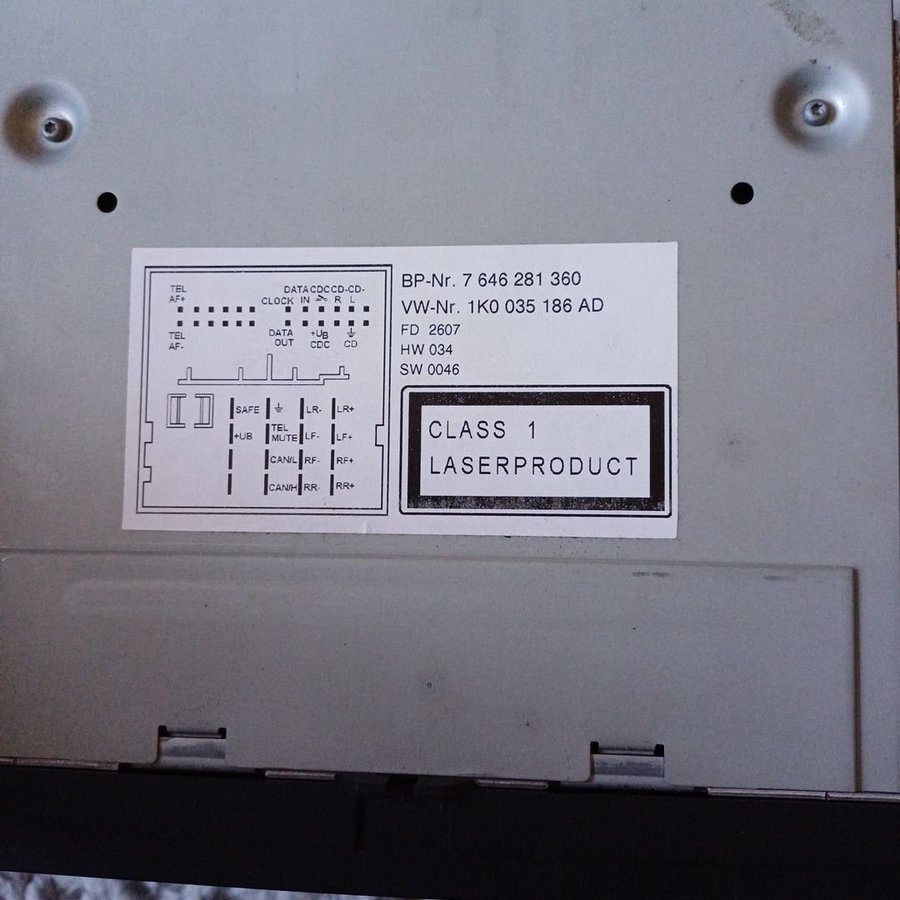 TEL
AF+
DATA CDC CD- CD-
CLOCK IN R L
TEL
AF-
DATA
OUT
+UB
CDC
CD
SAFE LR- LR+
+UB TEL
MUTE LF- LF+
CAN/L RF- RF+
CAN/H RR- RR+
BP-Nr. 7 646 281 360
VW-Nr. 1K0 035 186 AD
FD 2607
HW 034
SW 0046
CLASS 1
LASERPRODUCT